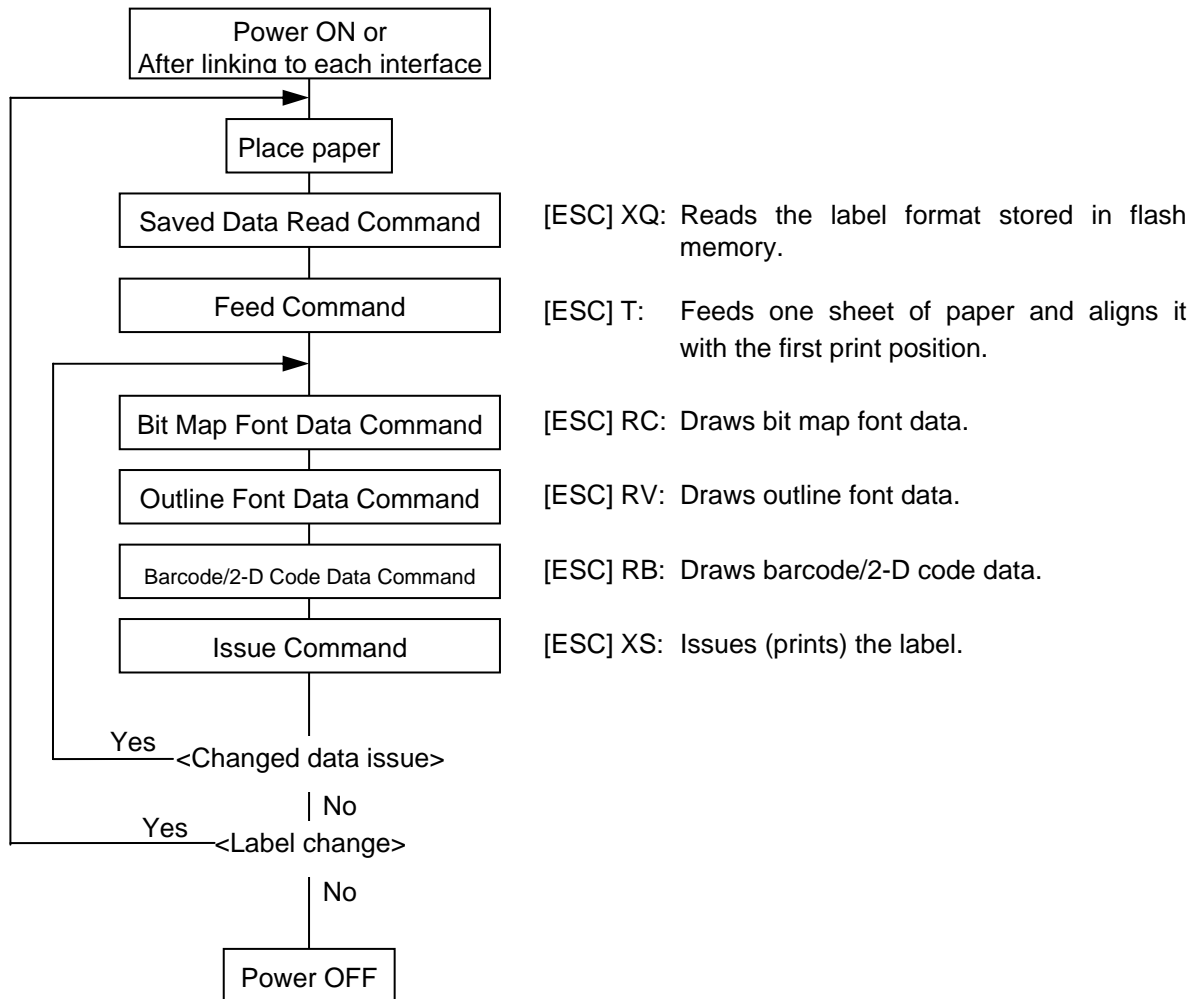 Power ON or
After linking to each interface
Place paper
Saved Data Read Command
[ESC] XQ: Reads the label format stored in flash
memory.
Feed Command
[ESC] T: Feeds one sheet of paper and aligns it
with the first print position.
Bit Map Font Data Command
[ESC] RC: Draws bit map font data.
Outline Font Data Command
[ESC] RV: Draws outline font data.
Barcode/2-D Code Data Command
[ESC] RB: Draws barcode/2-D code data.
Issue Command
[ESC] XS: Issues (prints) the label.
Yes
<Changed data issue>
No
Yes
<Label change>
No
Power OFF